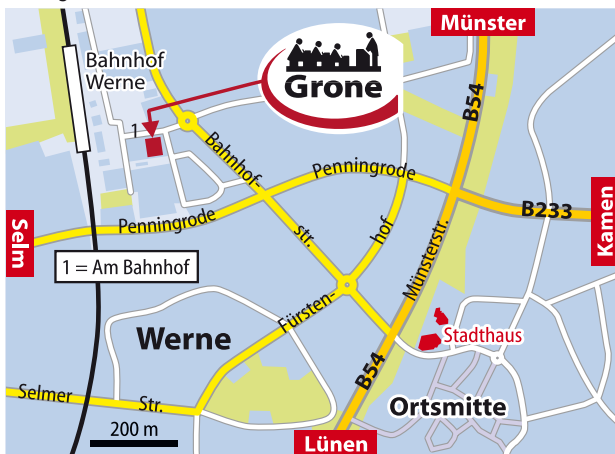 Münster
Bahnhof
Werne
Grone
B54
1
Bahnhof-
str.
Penningrode
Penningrode
hof
Fürsten-
Münsterstr.
B233
Kamen
Selm
1 = Am Bahnhof
Werne
Stadthaus
B54
Selmer
Str.
Ortsmitte
200 m
Lünen